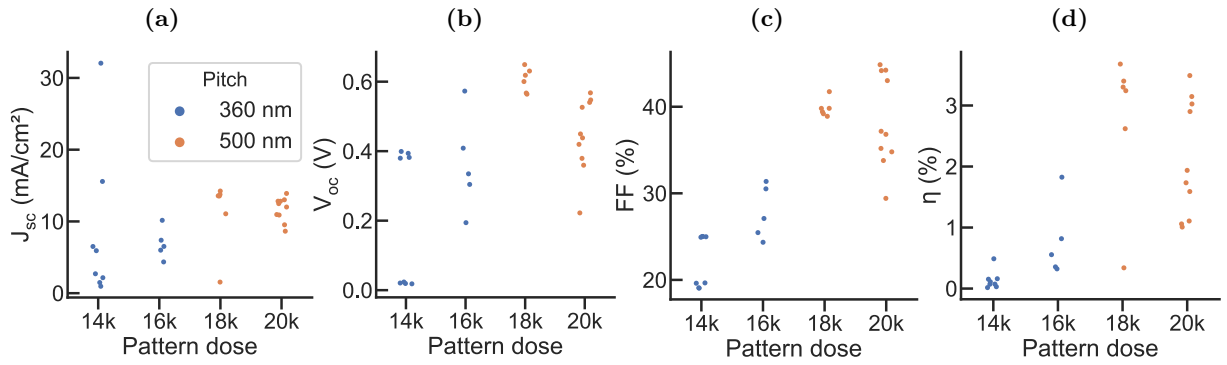 (a)
(b)
(c)
(d)
J_sc (mA/cm²)
30
20
10
0
Pitch
360 nm
500 nm
14k 16k 18k 20k
Pattern dose
V_oc (V)
0.6
0.4
0.2
0.0
14k 16k 18k 20k
Pattern dose
FF (%)
40
30
20
14k 16k 18k 20k
Pattern dose
η (%)
3
2
1
0
14k 16k 18k 20k
Pattern dose